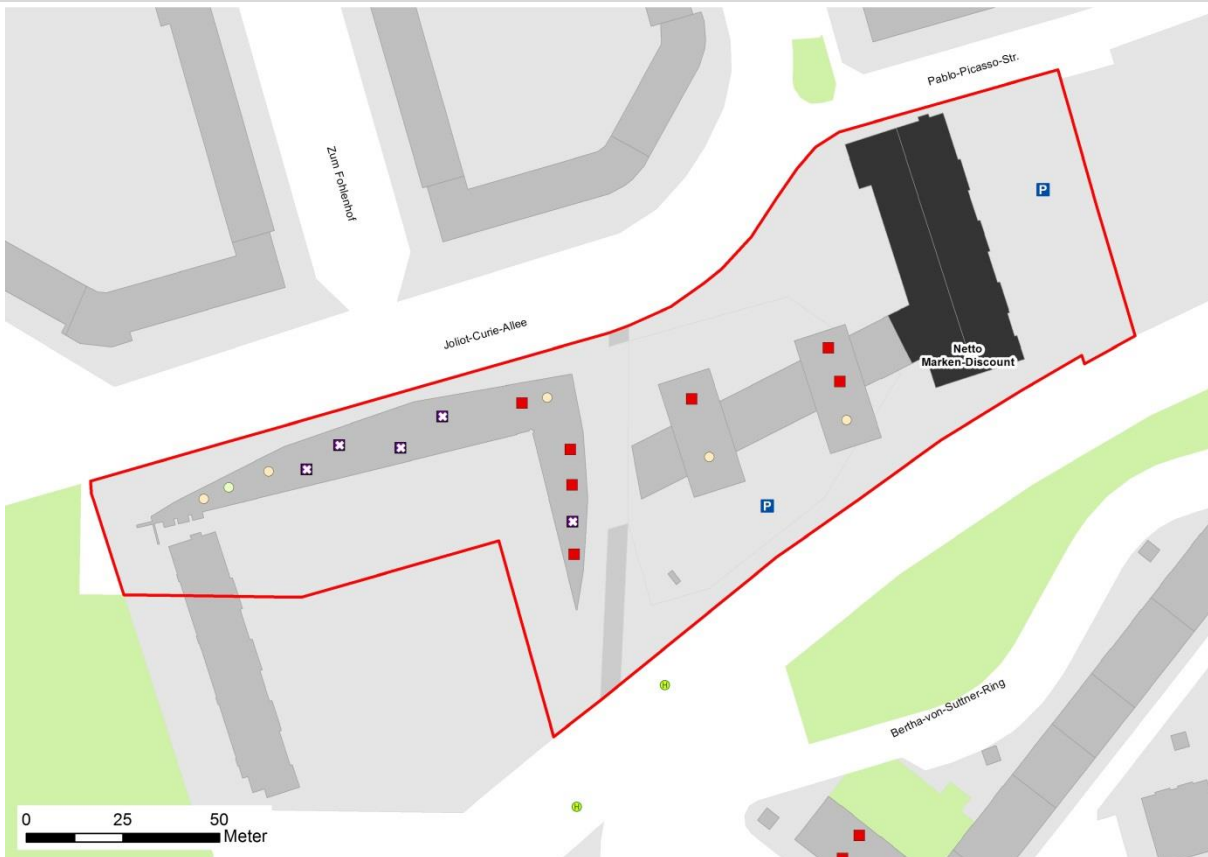 Pablo-Picasso-Str.
Zum Fohlenhof
P
Joliot-Curie-Allee
Netto
Marken-Discount
P
H
Bertha-von-Suttner-Ring
H
0 25 50
Meter